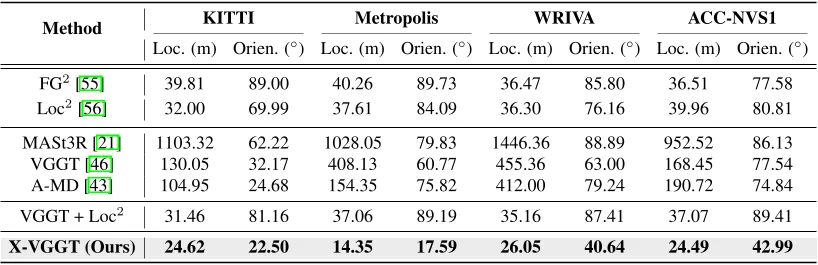 Method KITTI Metropolis WRIVA ACC-NVS1
Loc. (m) Orien. (°) Loc. (m) Orien. (°) Loc. (m) Orien. (°) Loc. (m) Orien. (°)
FG² [55] 39.81 89.00 40.26 89.73 36.47 85.80 36.51 77.58
Loc² [56] 32.00 69.99 37.61 84.09 36.30 76.16 39.96 80.81
MASt3R [21] 1103.32 62.22 1028.05 79.83 1446.36 88.89 952.52 86.13
VGGT [46] 130.05 32.17 408.13 60.77 455.36 63.00 168.45 77.54
A-MD [43] 104.95 24.68 154.35 75.82 412.00 79.24 190.72 74.84
VGGT + Loc² 31.46 81.16 37.06 89.19 35.16 87.41 37.07 89.41
X-VGGT (Ours) 24.62 22.50 14.35 17.59 26.05 40.64 24.49 42.99